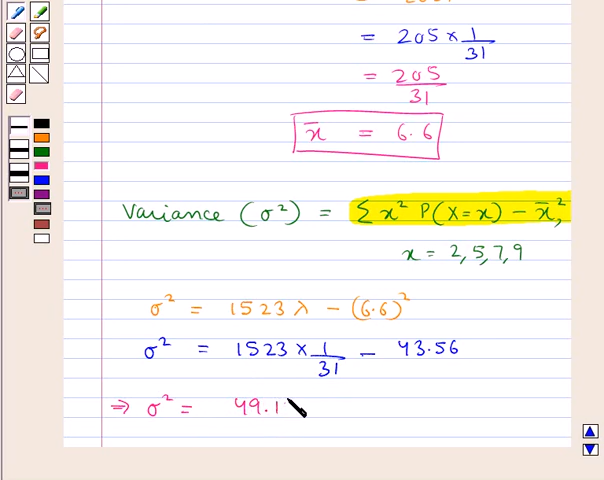 = 205 × 1/31
= 205/31
x̄ = 6.6
Variance (σ²) = Σ x² P(X=x) − x̄²,
x = 2,5,7,9
σ² = 1523 λ − (6.6)²
σ² = 1523 × 1/31 − 43.56
⇒ σ² = 49.1